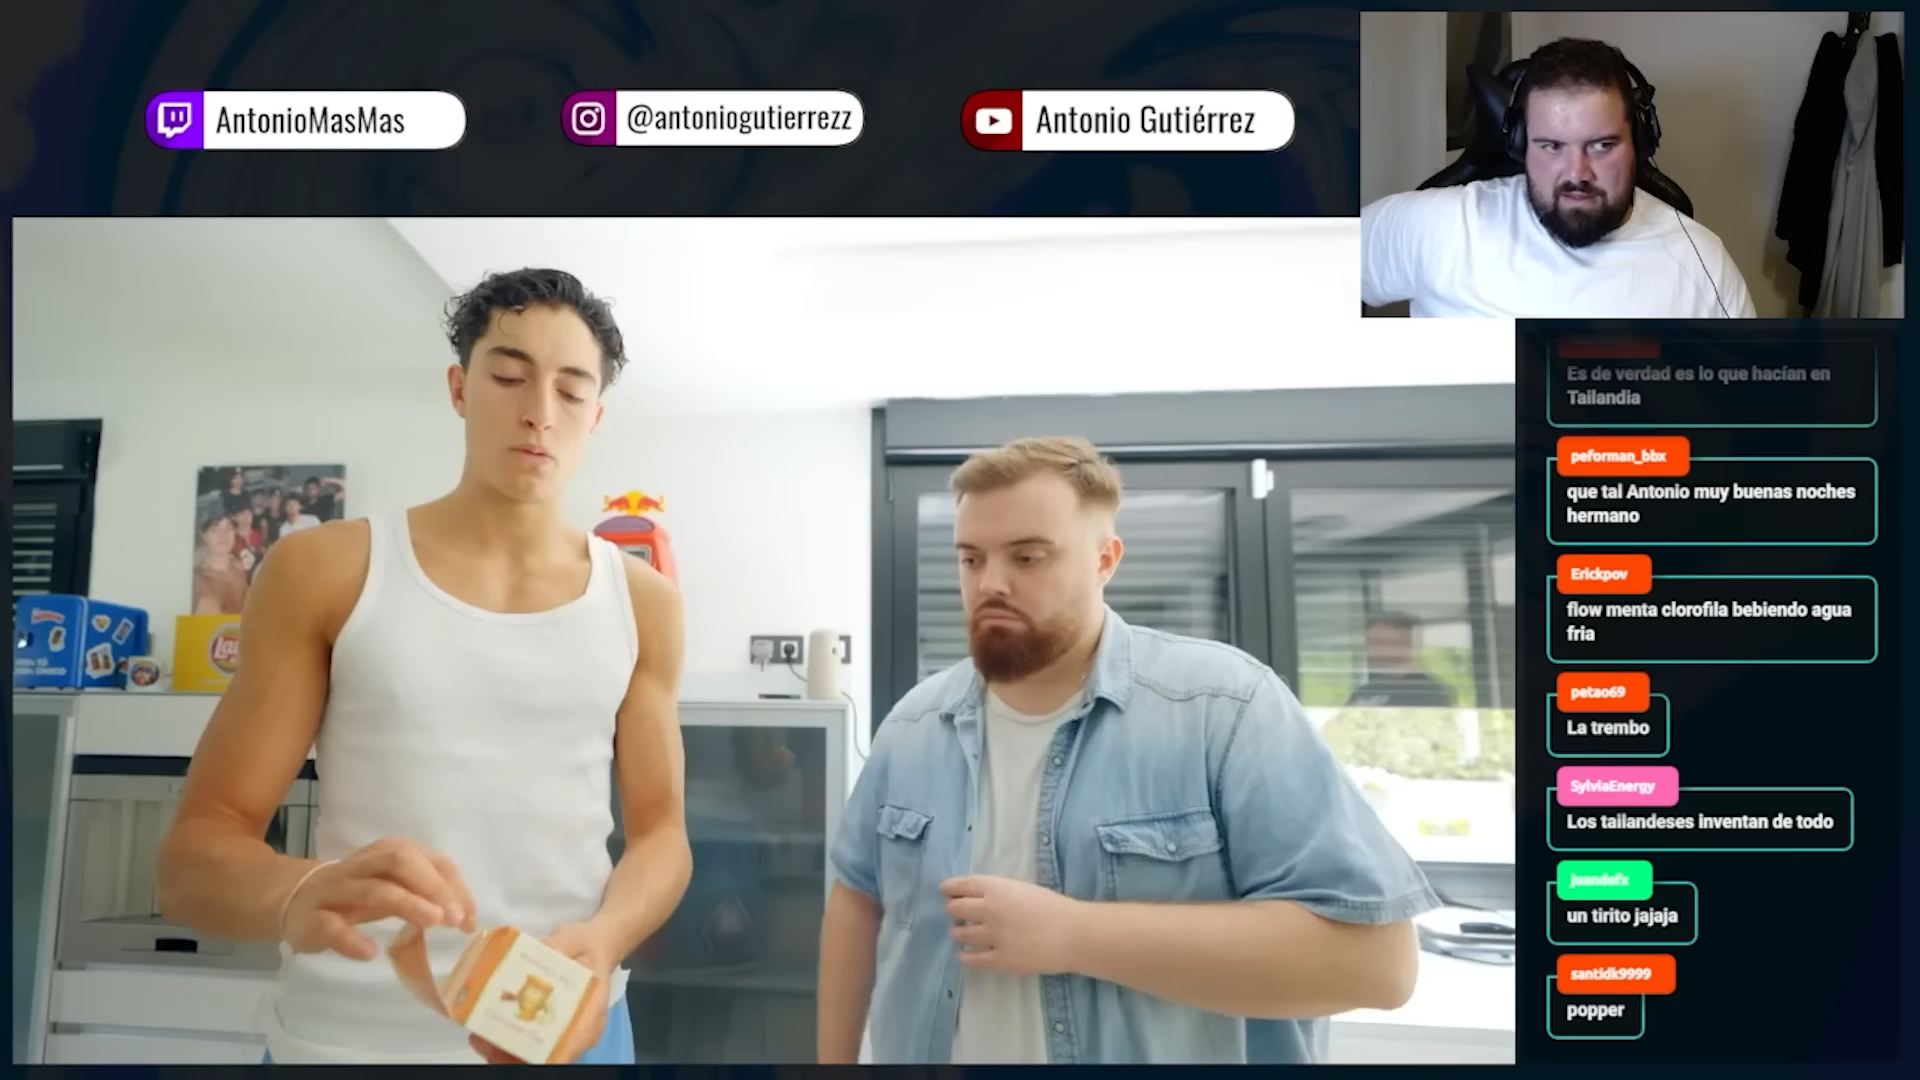 AntonioMasMas
@antoniogutierrezz
Antonio Gutiérrez
Es de verdad es lo que hacían en
Tailandia
peforman_bbx
que tal Antonio muy buenas noches
hermano
Erickpov
flow menta clorofila bebiendo agua
fria
petao69
La trembo
SylviaEnergy
Los tailandeses inventan de todo
juandefx
un tirito jajaja
santidk9999
popper